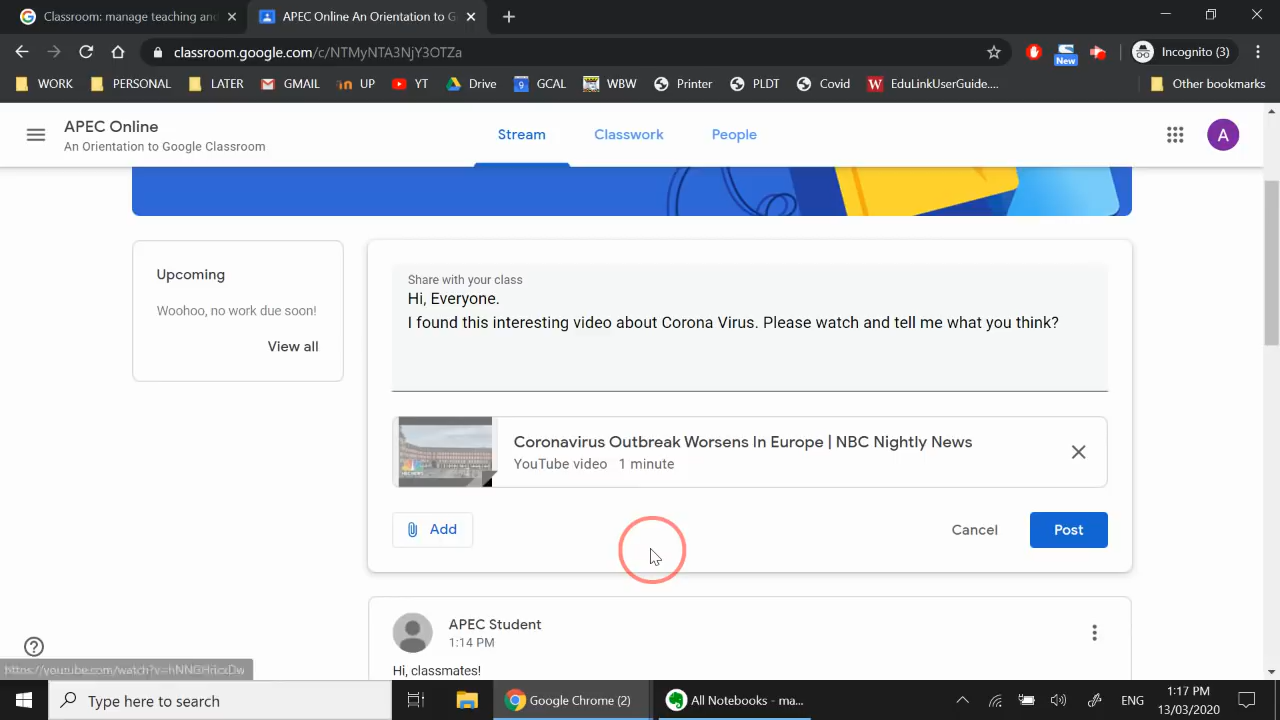 Classroom: manage teaching and
APEC Online An Orientation to G
classroom.google.com/c/NTMyNTA3NjY3OTZa
New
Incognito (3)
WORK PERSONAL LATER GMAIL UP YT Drive GCAL WBW Printer PLDT Covid EduLinkUserGuide.... Other bookmarks
APEC Online
An Orientation to Google Classroom
Stream Classwork People
A
Upcoming
Woohoo, no work due soon!
View all
Share with your class
Hi, Everyone.
I found this interesting video about Corona Virus. Please watch and tell me what you think?
Coronavirus Outbreak Worsens In Europe | NBC Nightly News
YouTube video 1 minute
Add
Cancel
Post
APEC Student
1:14 PM
Hi, classmates!
Type here to search
Google Chrome (2)
All Notebooks - ma...
ENG
1:17 PM
13/03/2020